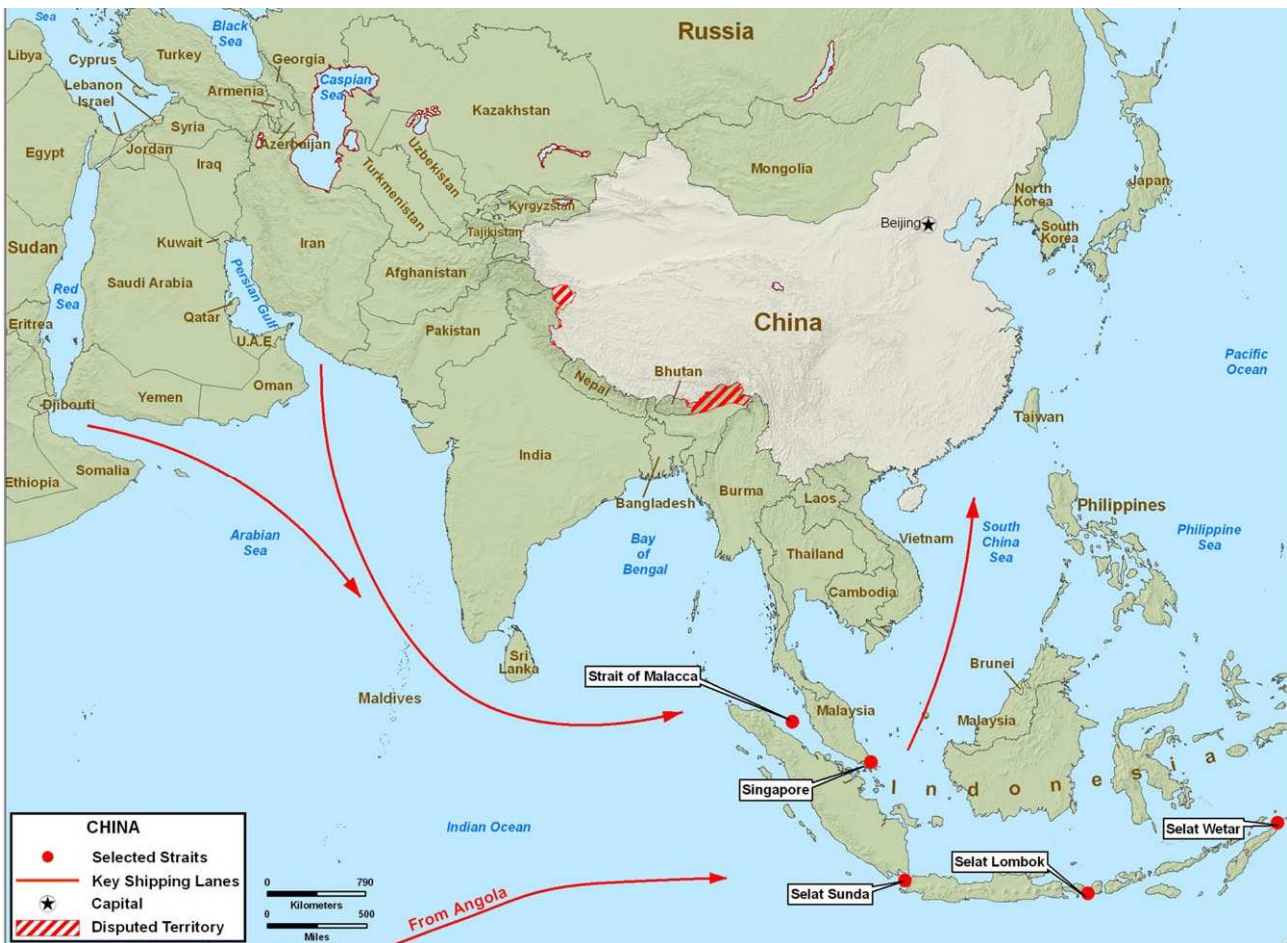 Sea
Black
Sea
Russia
Libya
Cyprus
Turkey
Georgia
Lebanon
Israel
Armenia
Caspian
Sea
Kazakhstan
Syria
Azerbaijan
Uzbekistan
Mongolia
Egypt
Jordan
Iraq
Turkmenistan
Kyrgyzstan
North
Korea
Japan
Beijing
Tajikistan
South
Korea
Sudan
Kuwait
Iran
Afghanistan
Red
Sea
Saudi Arabia
Persian Gulf
Qatar
Pakistan
China
Eritrea
U.A.E.
Pacific
Ocean
Nepal
Bhutan
Oman
Yemen
Djibouti
Taiwan
India
Somalia
Ethiopia
Bangladesh
Burma
Laos
Philippines
Arabian
Sea
Bay
of
Bengal
Vietnam
South
China
Sea
Philippine
Sea
Thailand
Cambodia
Sri
Lanka
Brunei
Strait of Malacca
Maldives
Malaysia
Malaysia
Singapore
Indonesia
Indian Ocean
Selat Wetar
Selat Lombok
Selat Sunda
From Angola
CHINA
Selected Straits
Key Shipping Lanes
Capital
Disputed Territory
0 790
Kilometers
0 500
Miles